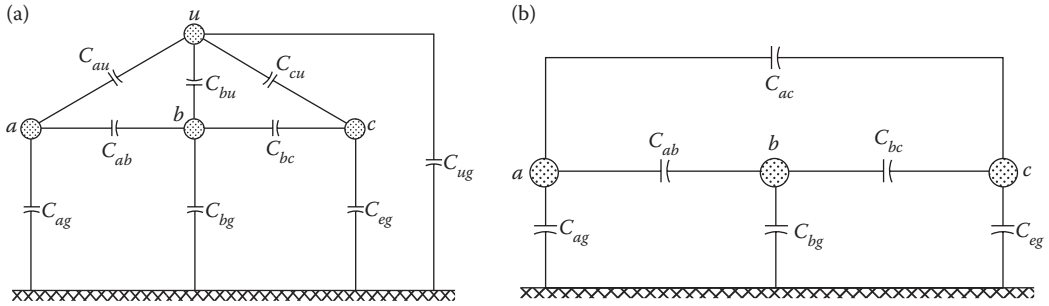 (a)
u
C_au
C_bu
C_cu
a
b
c
C_ab
C_bc
C_ug
C_ag
C_bg
C_eg
(b)
C_ac
C_ab
b
C_bc
a
c
C_ag
C_bg
C_eg